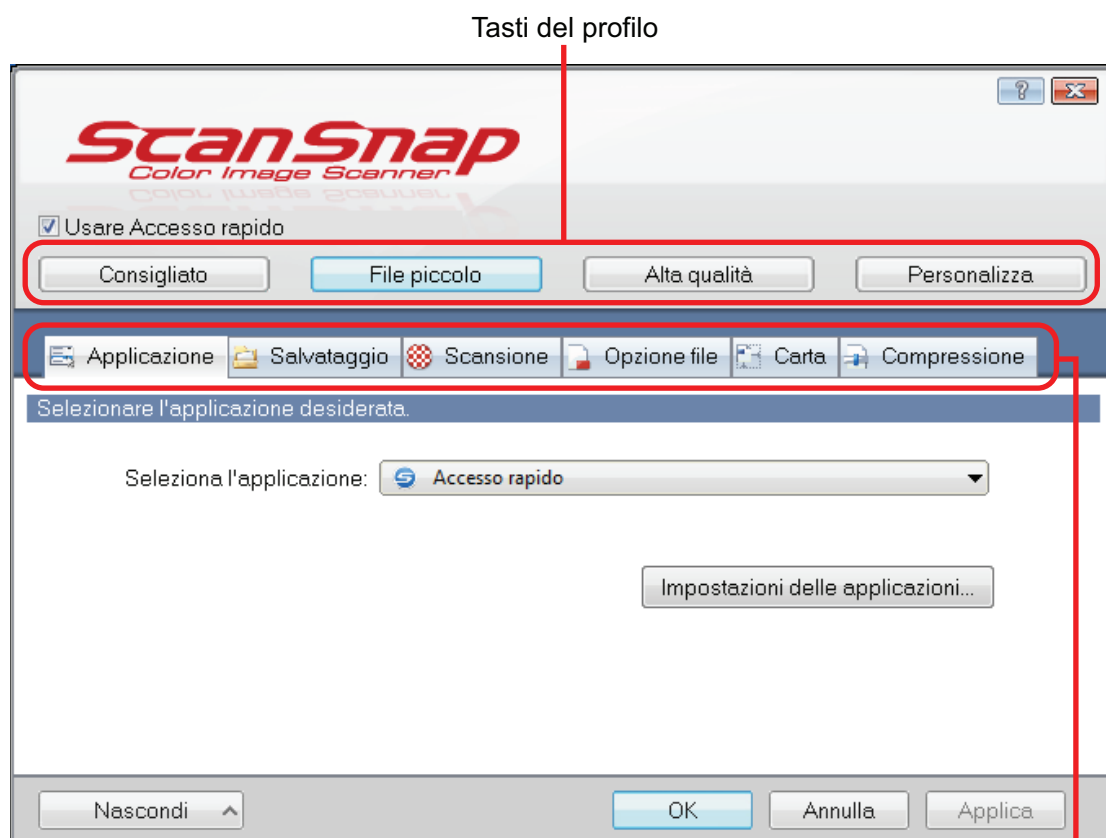 Tasti del profilo
ScanSnap
Color Image Scanner
Usare Accesso rapido
Consigliato File piccolo Alta qualità Personalizza
Applicazione Salvataggio Scansione Opzione file Carta Compressione
Selezionare l'applicazione desiderata.
Seleziona l'applicazione: Accesso rapido
Impostazioni delle applicazioni...
Nascondi OK Annulla Applica